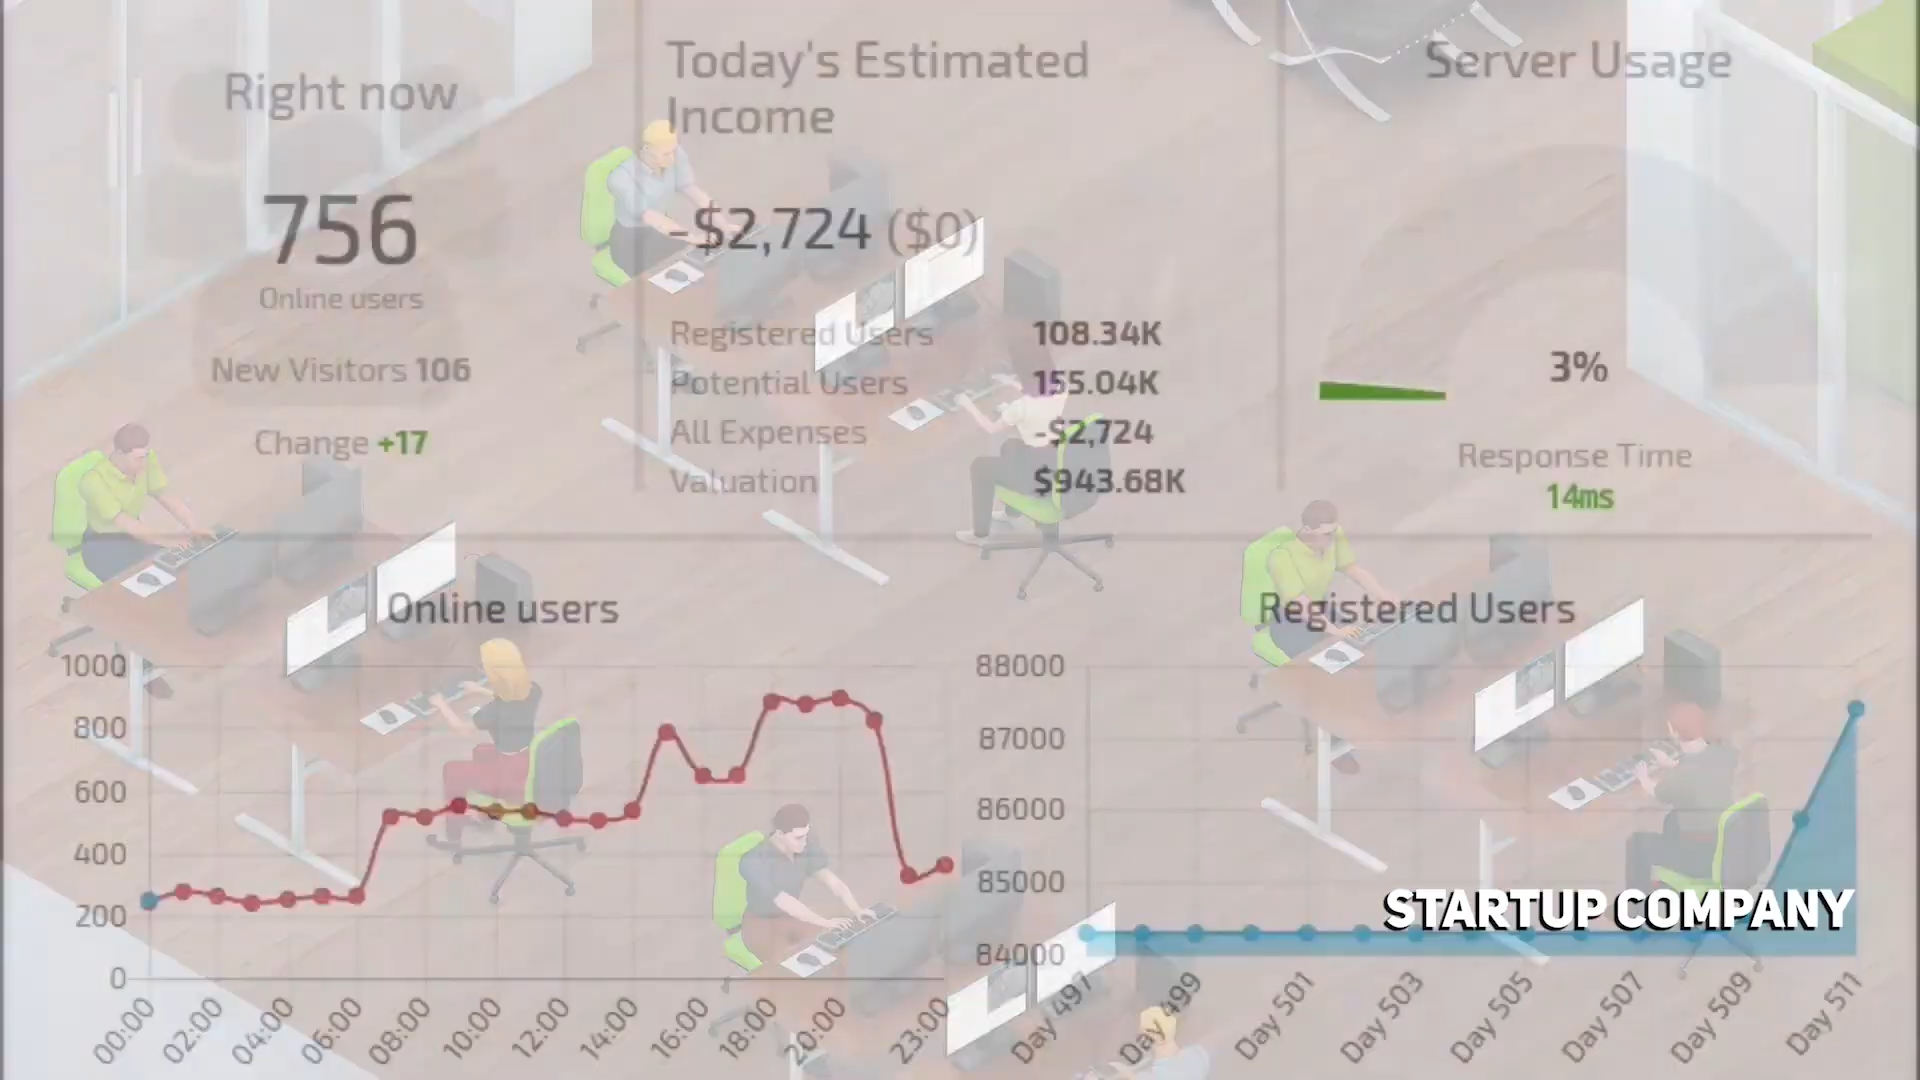 Right now
756
Online users
New Visitors 106
Change +17
Today's Estimated
Income
-$2,724 ($0)
Registered Users 108.34K
Potential Users 155.04K
All Expenses -$2,724
Valuation $943.68K
Server Usage
3%
Response Time
14ms
Online users
1000
800
600
400
200
0
00:00 02:00 04:00 06:00 08:00 10:00 12:00 14:00 16:00 18:00 20:00 23:00
Registered Users
88000
87000
86000
85000
84000
Day 497 Day 499 Day 501 Day 503 Day 505 Day 507 Day 509 Day 511
STARTUP COMPANY